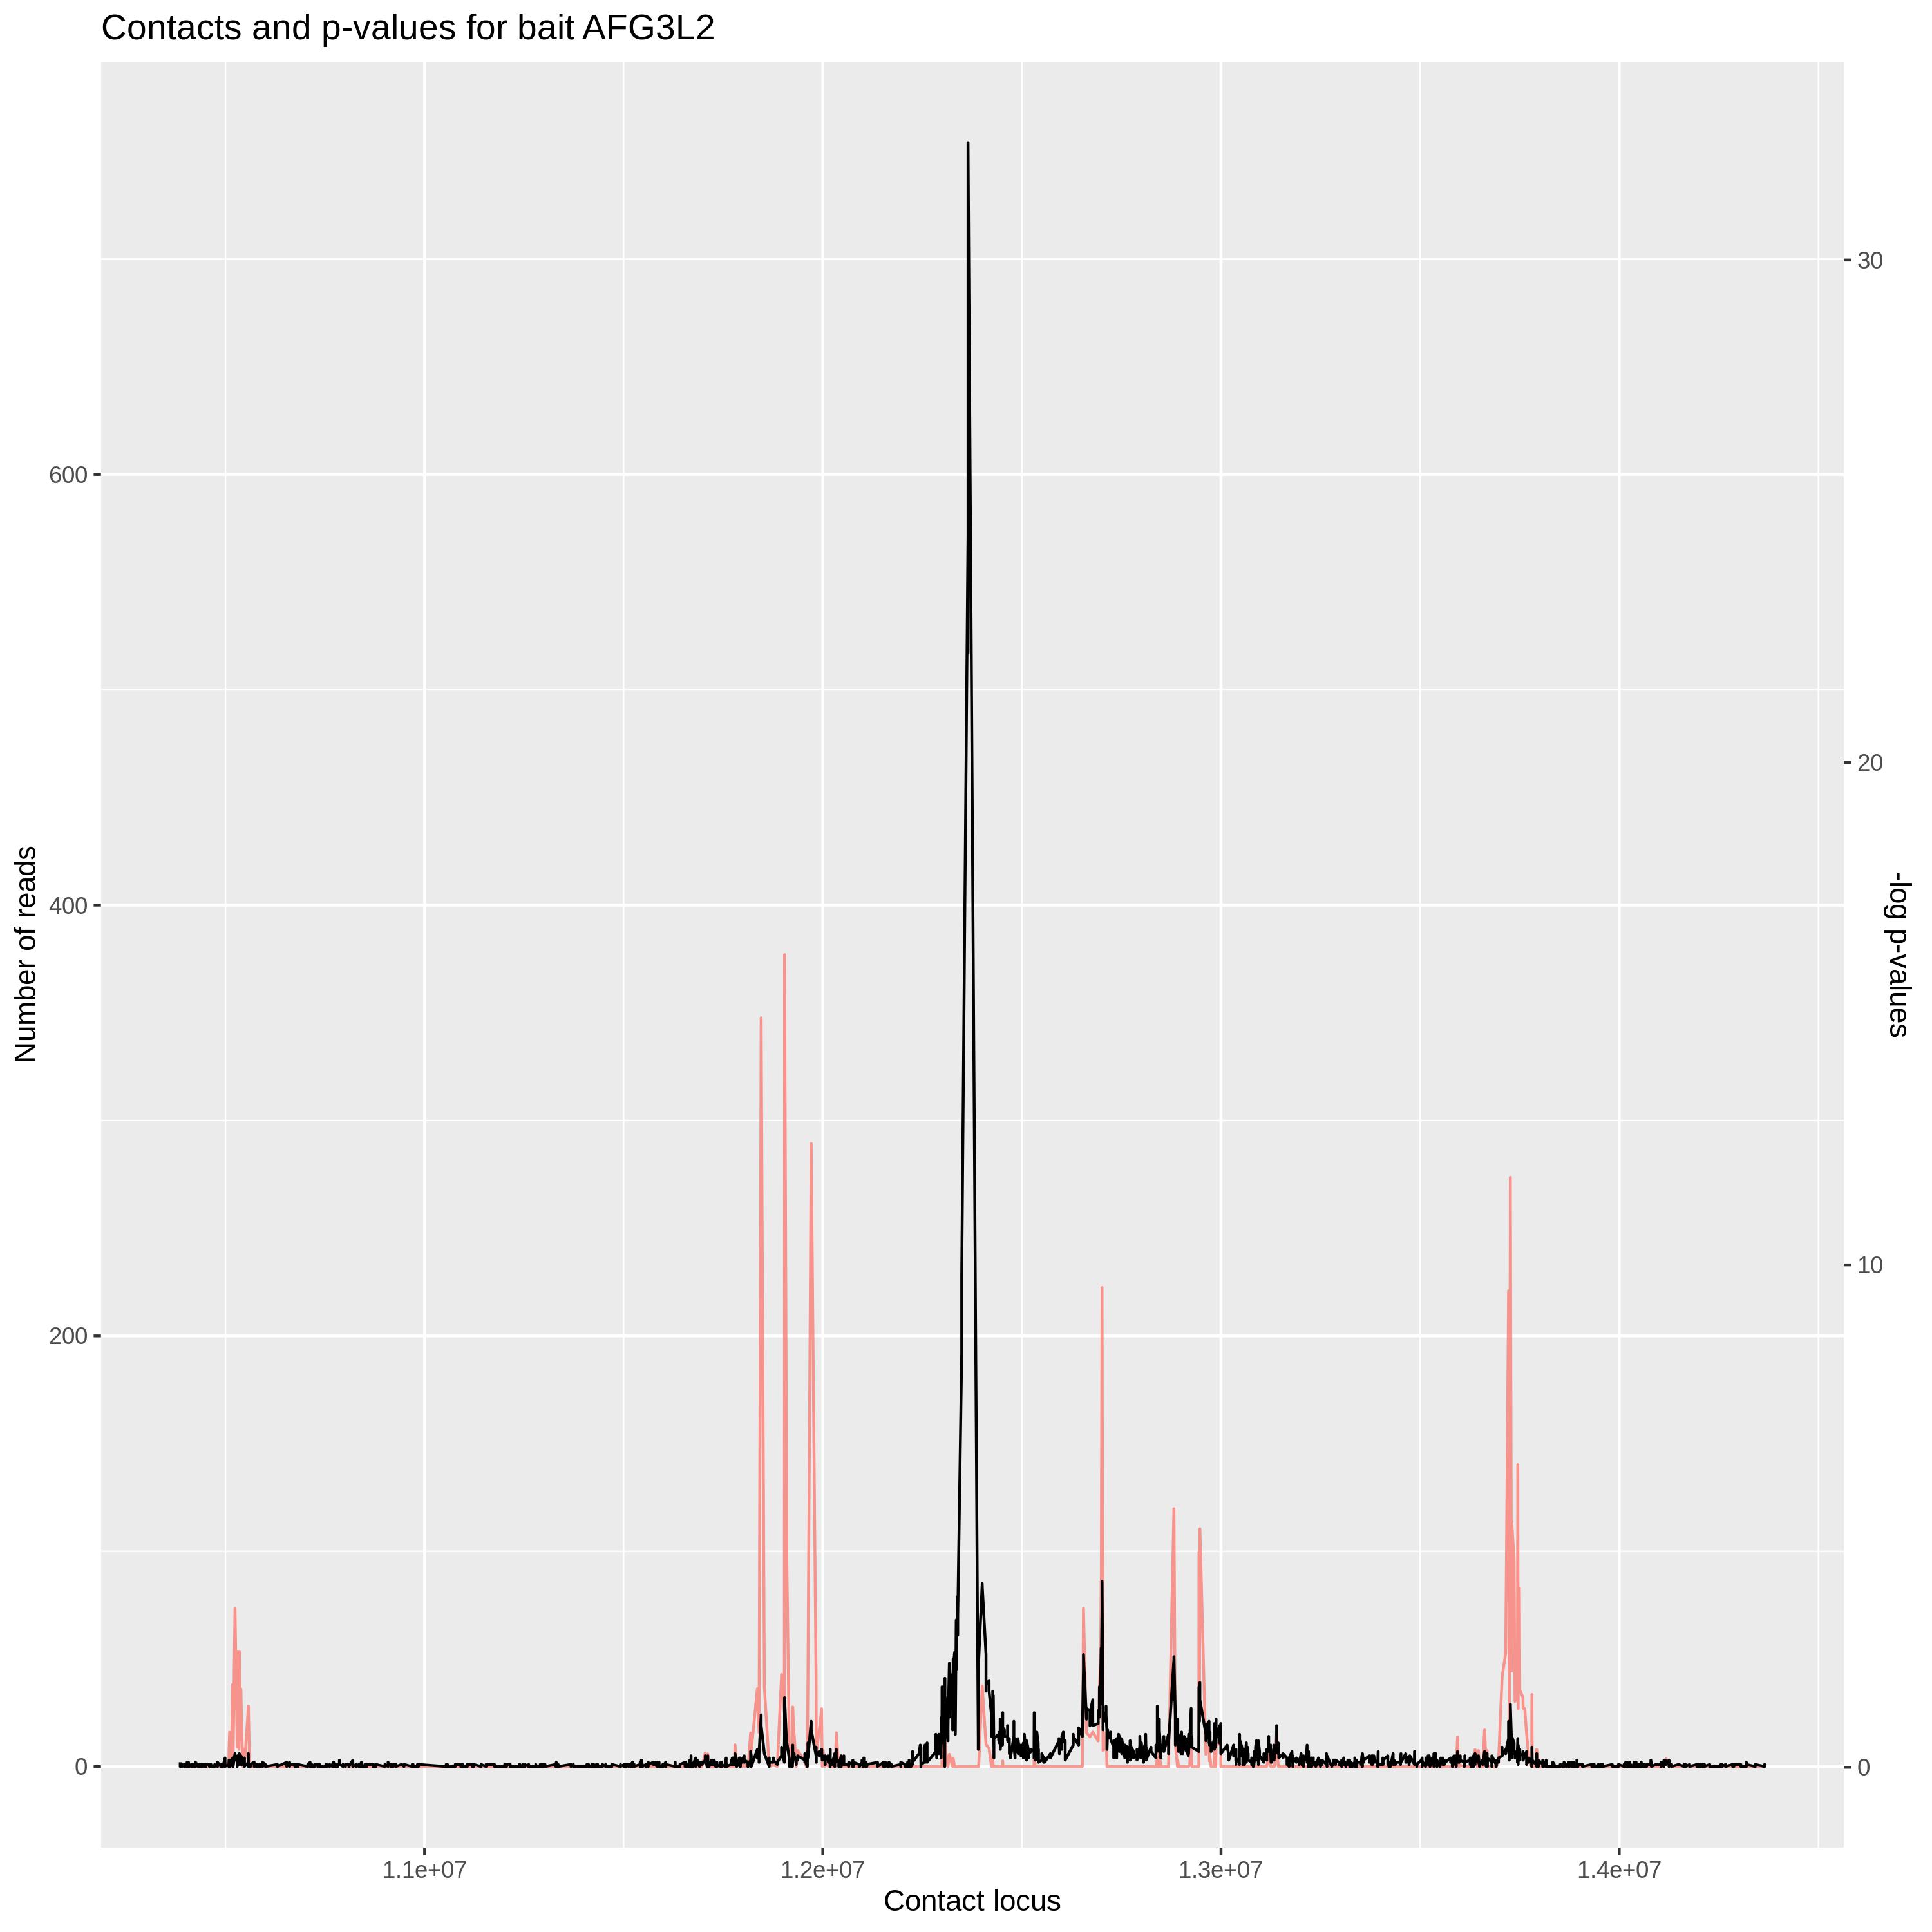 Contacts and p-values for bait AFG3L2
Number of reads
600
400
200
0
30
20
10
0
-log p-values
1.1e+07
1.2e+07
1.3e+07
1.4e+07
Contact locus